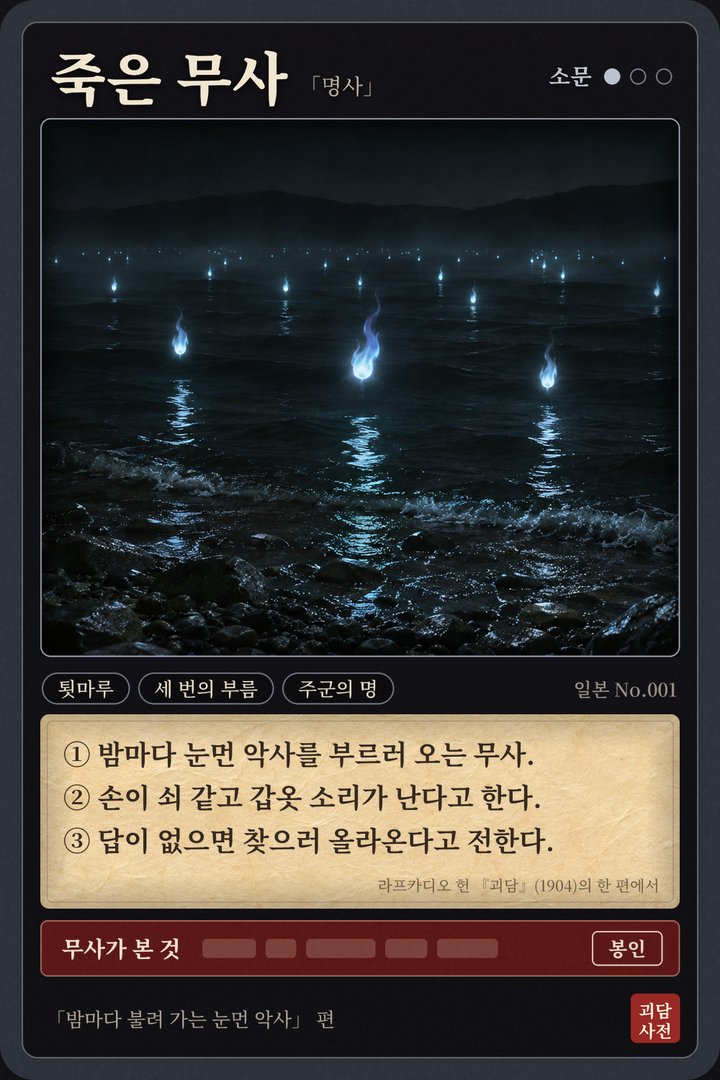 죽은 무사 「명사」
소문
툇마루 세 번의 부름 주군의 명
일본 No.001
① 밤마다 눈먼 악사를 부르러 오는 무사.
② 손이 쇠 같고 갑옷 소리가 난다고 한다.
③ 답이 없으면 찾으러 올라온다고 전한다.
라프카디오 헌 『괴담』(1904)의 한 편에서
무사가 본 것
봉인
「밤마다 불려 가는 눈먼 악사」 편
괴담
사전